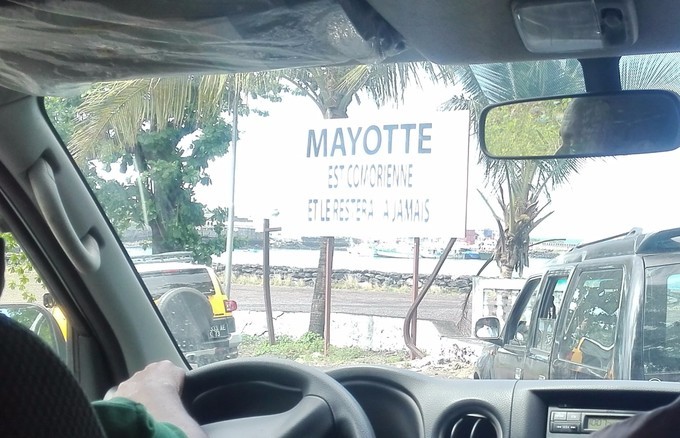 MAYOTTE
EST COMORIENNE
ET LE RESTERA A JAMAIS